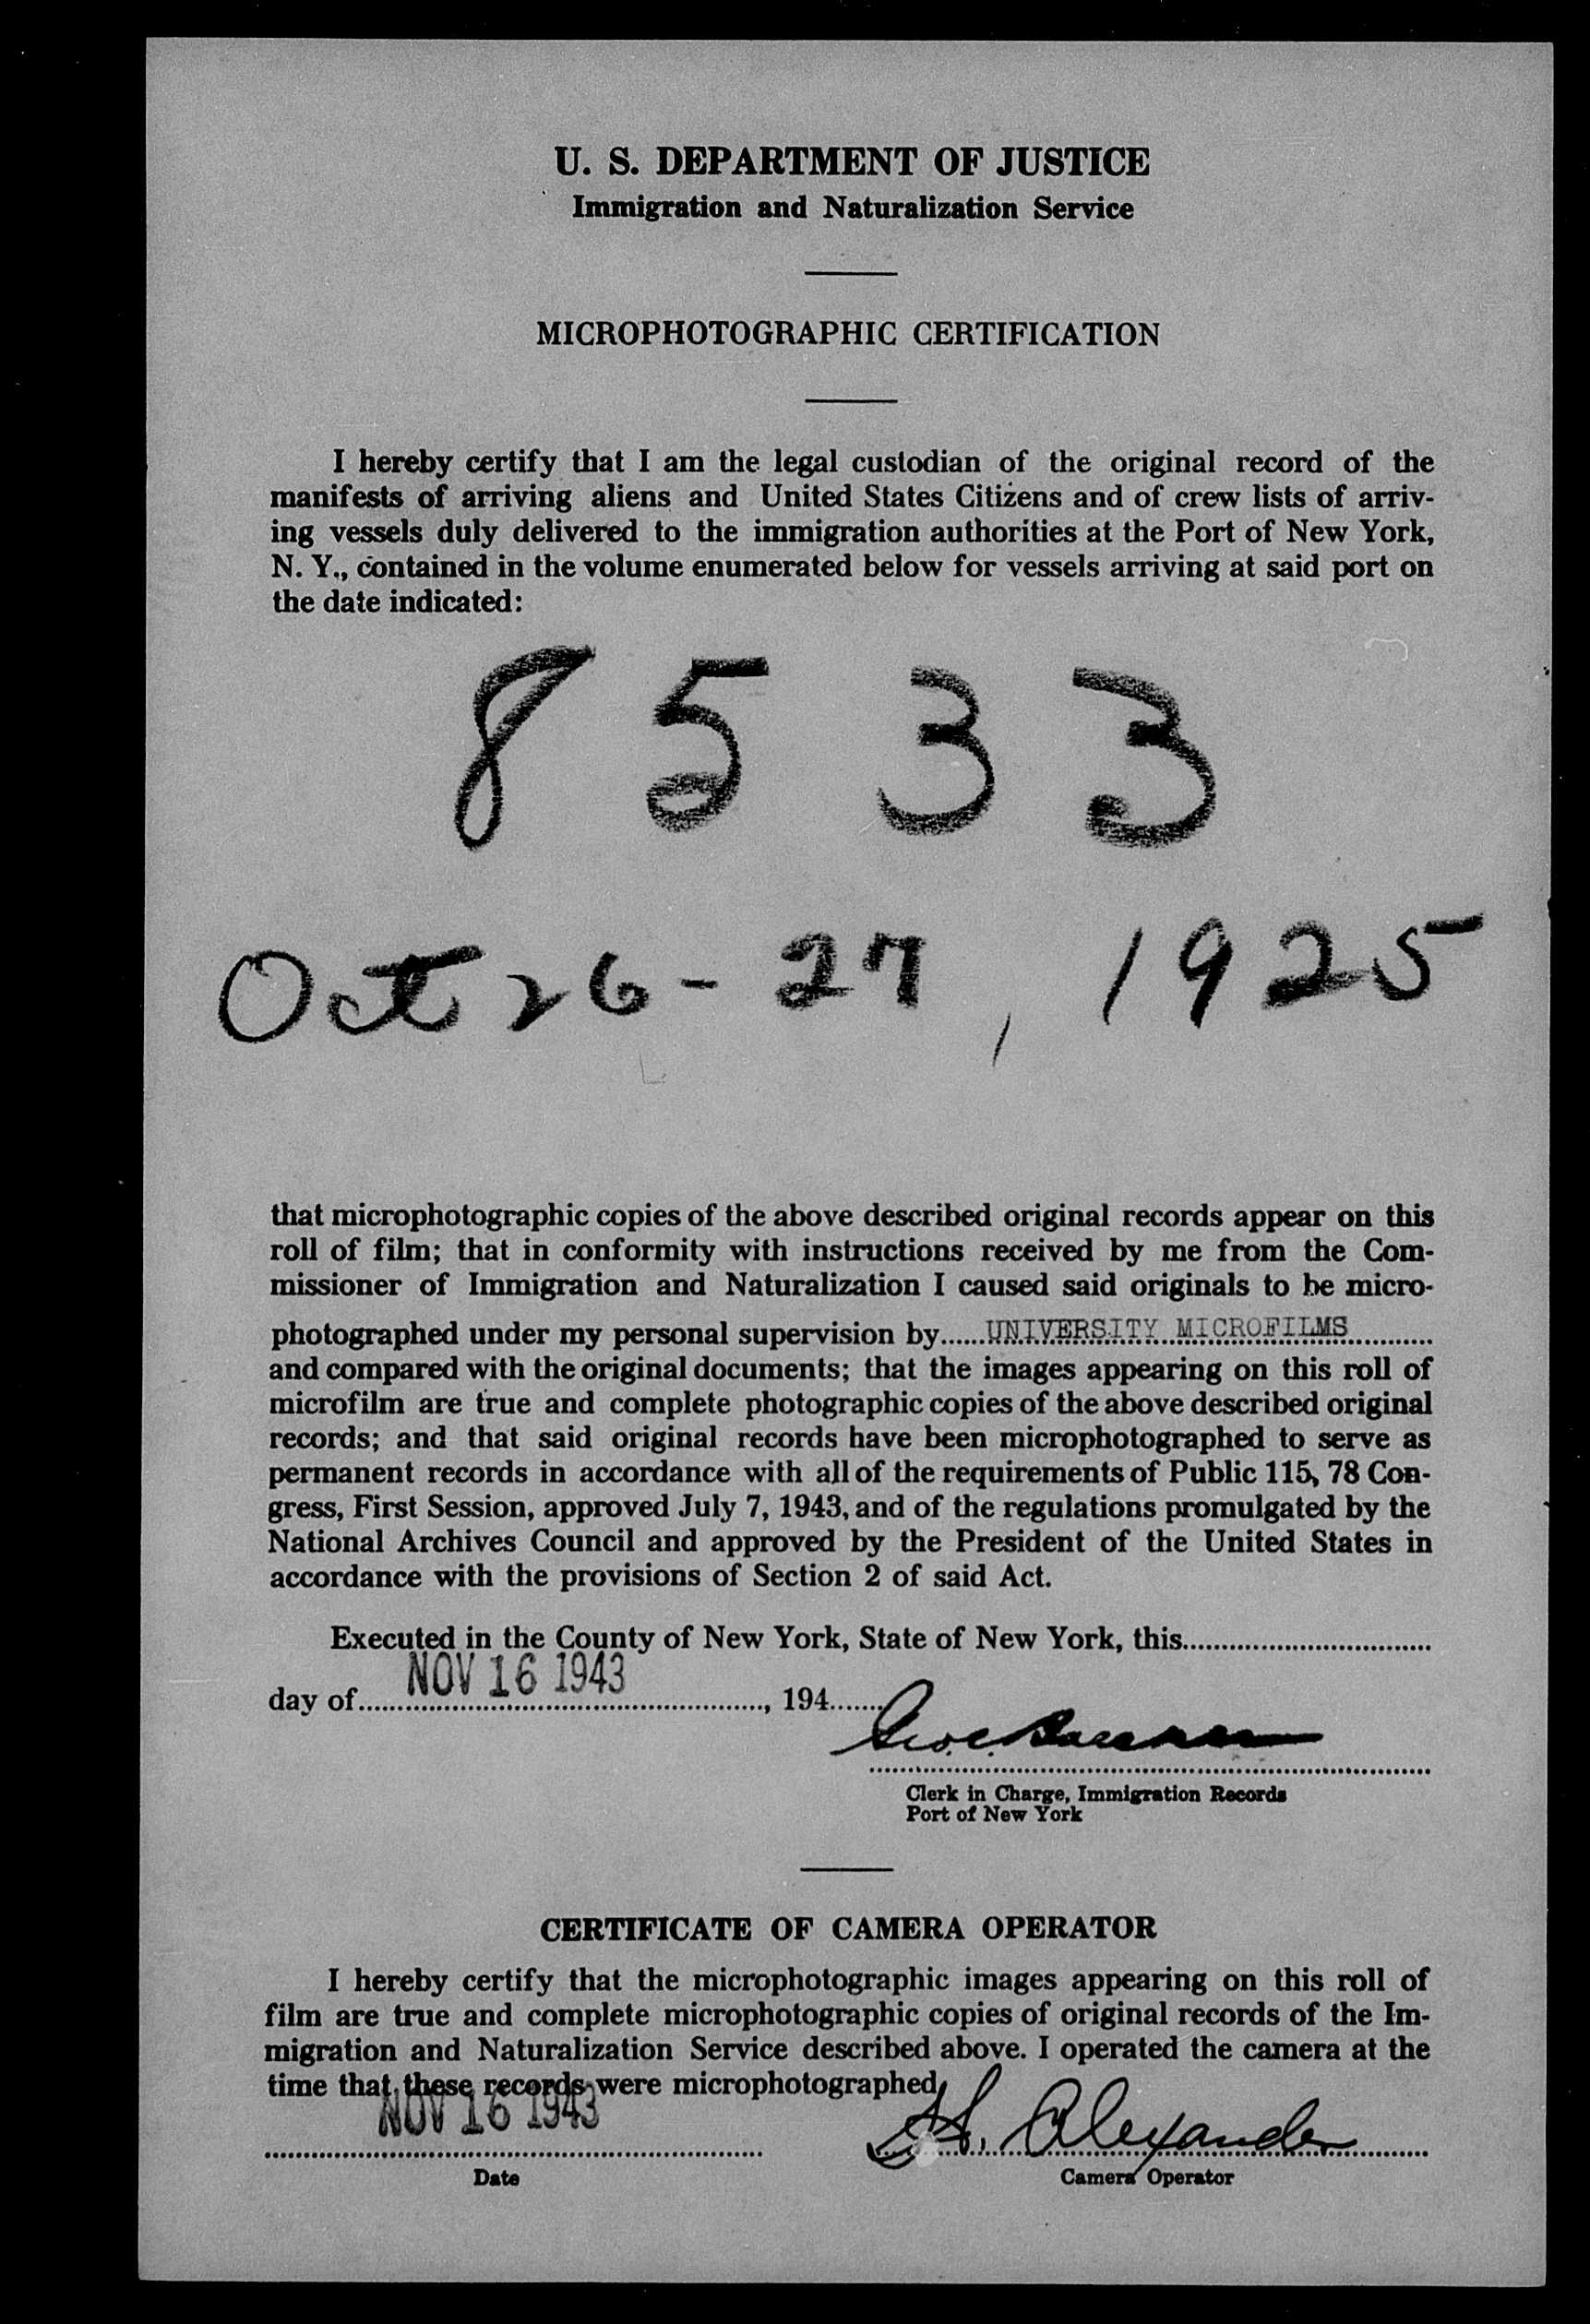 U. S. DEPARTMENT OF JUSTICE
Immigration and Naturalization Service
MICROPHOTOGRAPHIC CERTIFICATION
I hereby certify that I am the legal custodian of the original record of the
manifests of arriving aliens and United States Citizens and of crew lists of arriv-
ing vessels duly delivered to the immigration authorities at the Port of New York,
N. Y., contained in the volume enumerated below for vessels arriving at said port on
the date indicated:
8 5 3 3
Oct 26 - 27, 1925
that microphotographic copies of the above described original records appear on this
roll of film; that in conformity with instructions received by me from the Com-
missioner of Immigration and Naturalization I caused said originals to be micro-
photographed under my personal supervision by......UNIVERSITY MICROFILMS...........
and compared with the original documents; that the images appearing on this roll of
microfilm are true and complete photographic copies of the above described original
records; and that said original records have been microphotographed to serve as
permanent records in accordance with all of the requirements of Public 115, 78 Con-
gress, First Session, approved July 7, 1943, and of the regulations promulgated by the
National Archives Council and approved by the President of the United States in
accordance with the provisions of Section 2 of said Act.
Executed in the County of New York, State of New York, this................................
day of.....NOV 16 1943..................., 194.......
Clerk in Charge, Immigration Records
Port of New York
CERTIFICATE OF CAMERA OPERATOR
I hereby certify that the microphotographic images appearing on this roll of
film are true and complete microphotographic copies of original records of the Im-
migration and Naturalization Service described above. I operated the camera at the
time that these records were microphotographed.
NOV 16 1943
H. Alexander
Date
Camera Operator